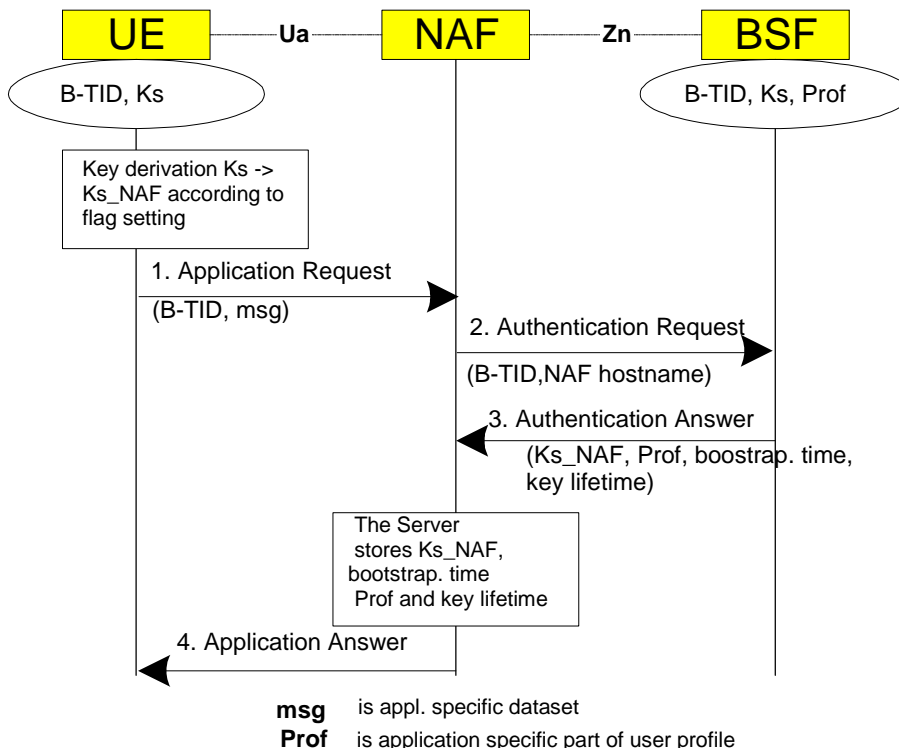 UE
Ua
NAF
Zn
BSF
B-TID, Ks
B-TID, Ks, Prof
Key derivation Ks ->
Ks_NAF according to
flag setting
1. Application Request
(B-TID, msg)
2. Authentication Request
(B-TID,NAF hostname)
3. Authentication Answer
(Ks_NAF, Prof, boostrap. time,
key lifetime)
The Server
stores Ks_NAF,
bootstrap. time
Prof and key lifetime
4. Application Answer
msg is appl. specific dataset
Prof is application specific part of user profile